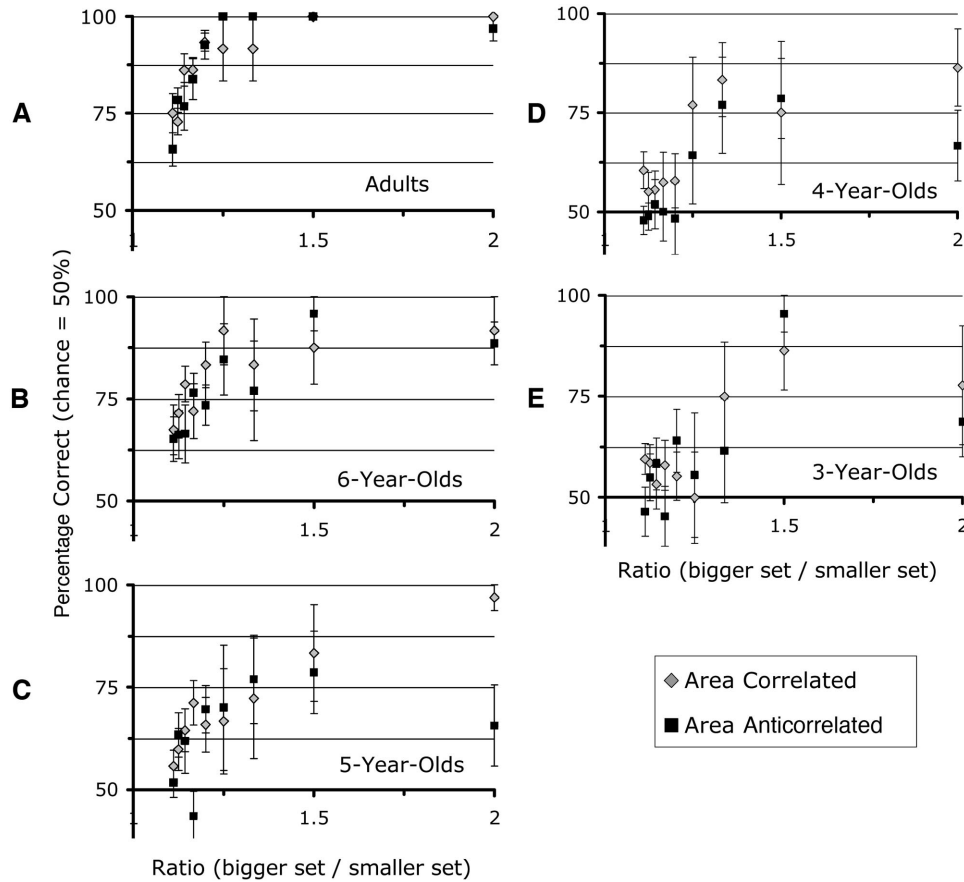 A
100
75
50
Adults
1
1.5
2
B
100
75
50
6-Year-Olds
1
1.5
2
C
100
75
50
5-Year-Olds
1
1.5
2
Percentage Correct (chance = 50%)
Ratio (bigger set / smaller set)
D
100
75
50
4-Year-Olds
1
1.5
2
E
100
75
50
3-Year-Olds
1
1.5
2
Ratio (bigger set / smaller set)
Area Correlated
Area Anticorrelated